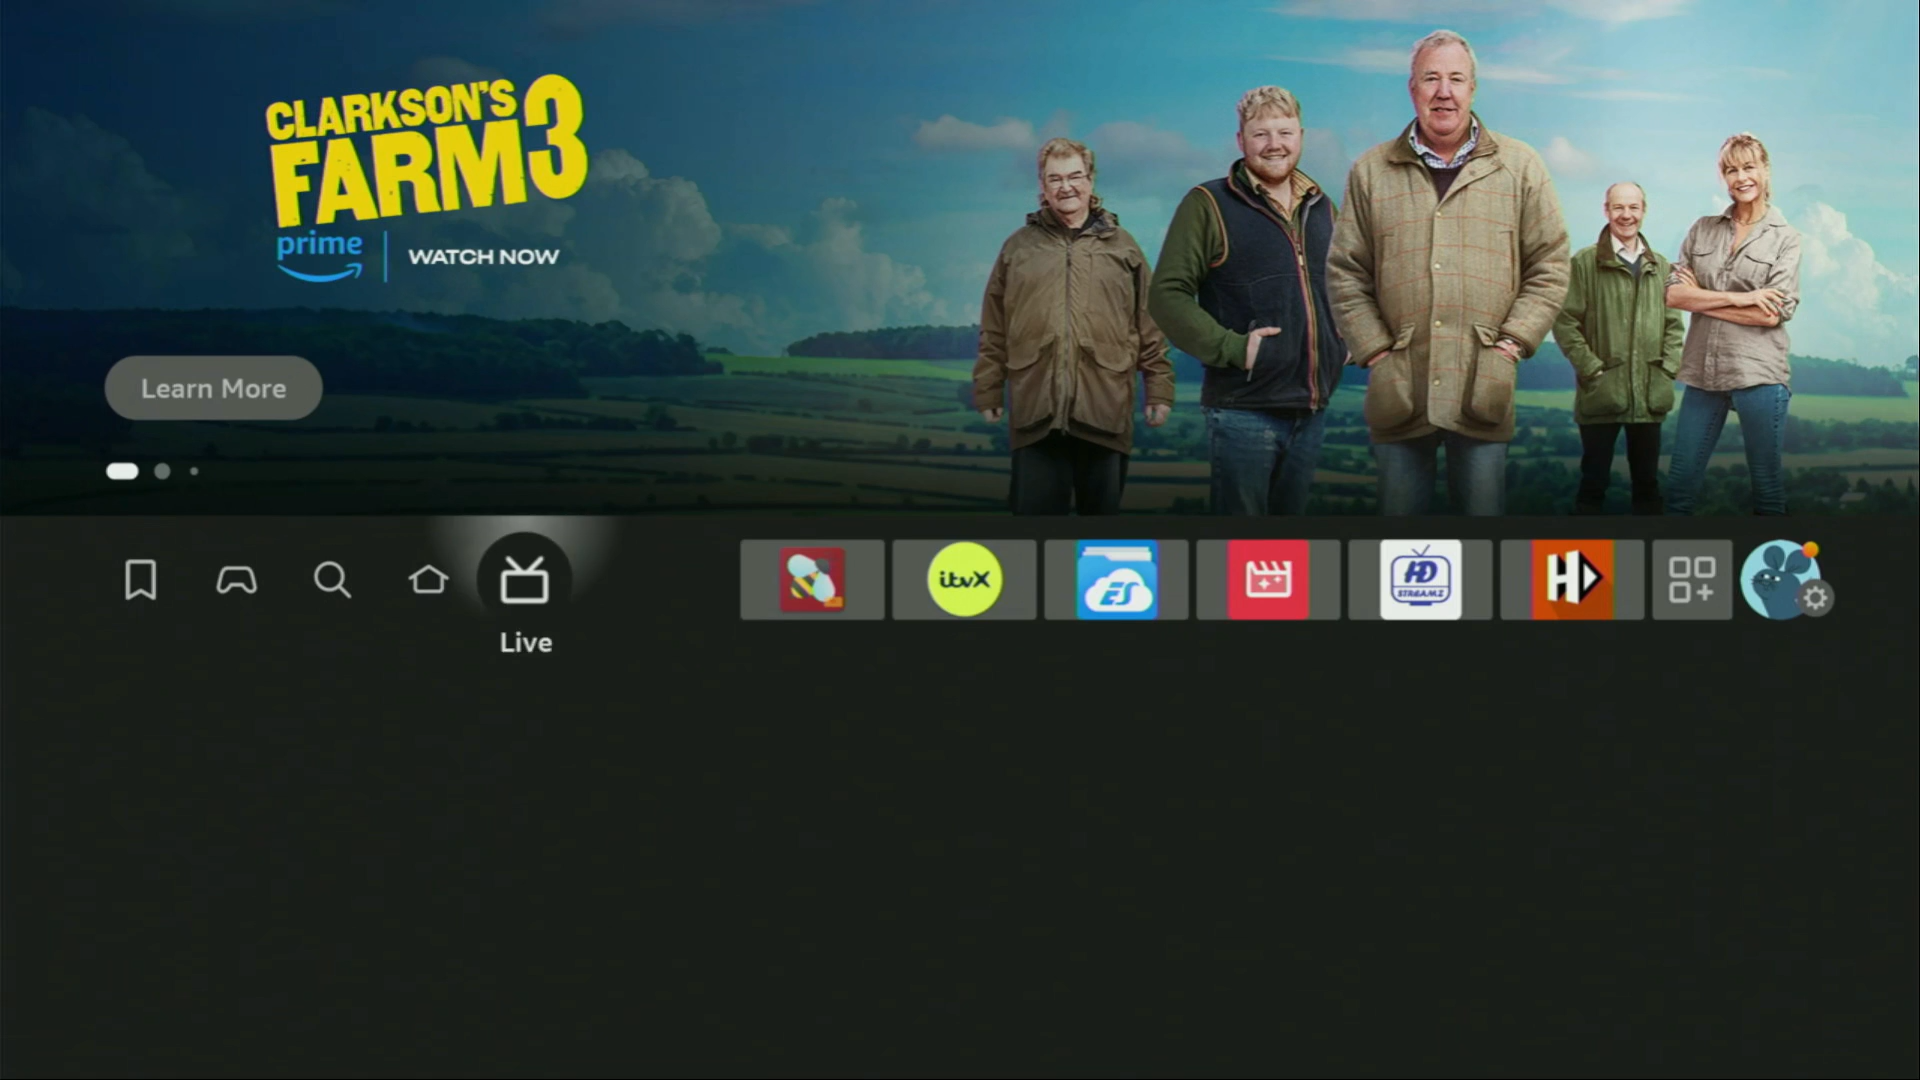 CLARKSON'S
FARM3
prime
WATCH NOW
Learn More
Live
itvX
ES
HD
STREAMZ
H